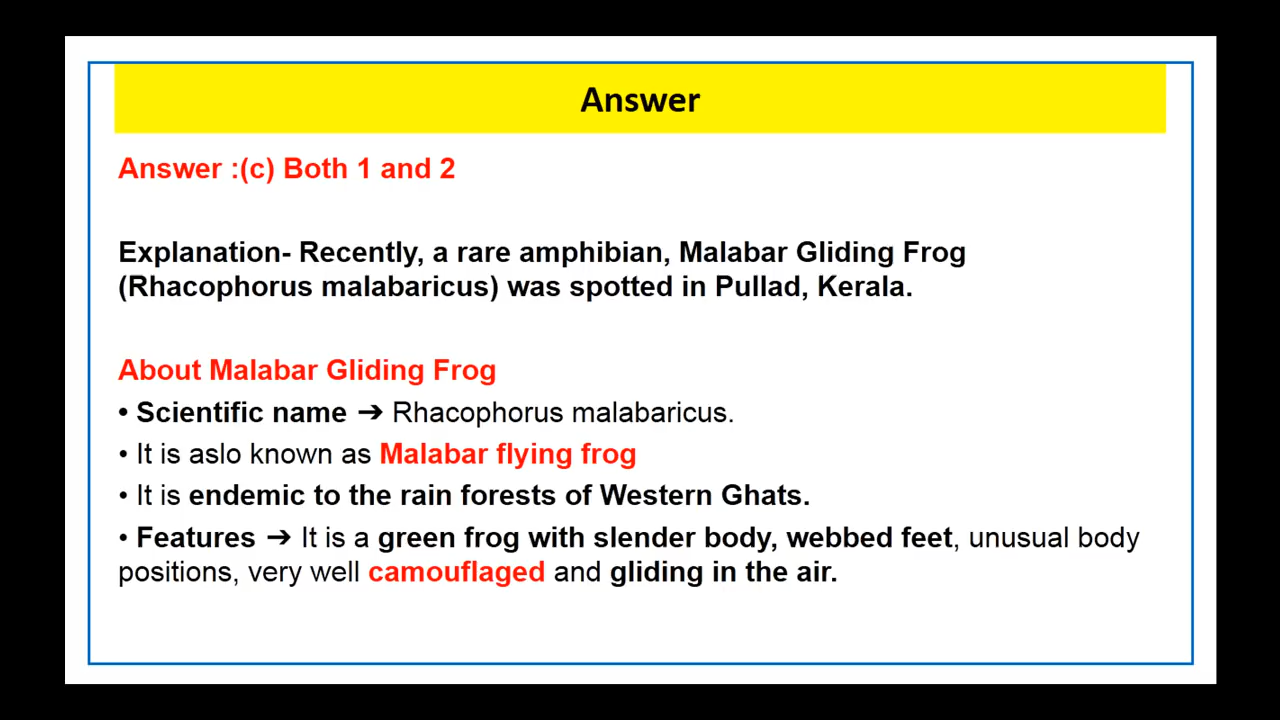 Answer
Answer :(c) Both 1 and 2
Explanation- Recently, a rare amphibian, Malabar Gliding Frog
(Rhacophorus malabaricus) was spotted in Pullad, Kerala.
About Malabar Gliding Frog
• Scientific name ➔ Rhacophorus malabaricus.
• It is aslo known as Malabar flying frog
• It is endemic to the rain forests of Western Ghats.
• Features ➔ It is a green frog with slender body, webbed feet, unusual body
positions, very well camouflaged and gliding in the air.